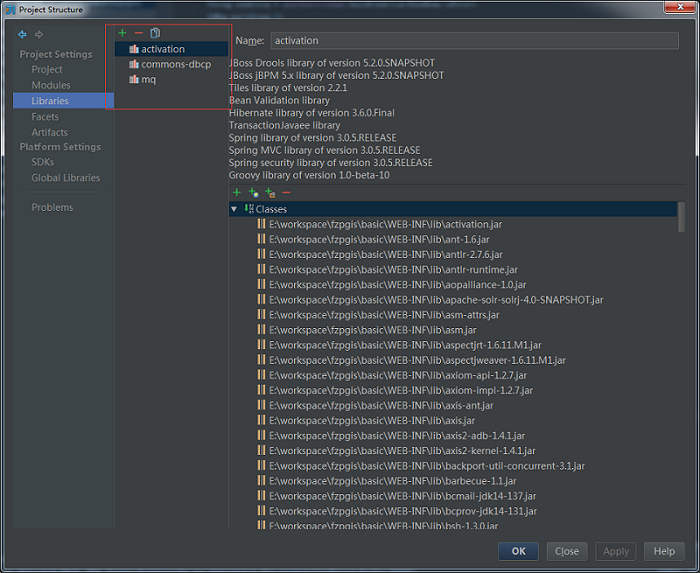 Project Structure
Project Settings
Project
Modules
Libraries
Facets
Artifacts
Platform Settings
SDKs
Global Libraries
Problems
activation
commons-dbcp
mq
Name: activation
JBoss Drools library of version 5.2.0.SNAPSHOT
JBoss jBPM 5.x library of version 5.2.0.SNAPSHOT
Tiles library of version 2.2.1
Bean Validation library
Hibernate library of version 3.6.0.Final
TransactionJavaee library
Spring library of version 3.0.5.RELEASE
Spring MVC library of version 3.0.5.RELEASE
Spring security library of version 3.0.5.RELEASE
Groovy library of version 1.0-beta-10
Classes
E:\workspace\fzpgis\basic\WEB-INF\lib\activation.jar
E:\workspace\fzpgis\basic\WEB-INF\lib\ant-1.6.jar
E:\workspace\fzpgis\basic\WEB-INF\lib\antlr-2.7.6.jar
E:\workspace\fzpgis\basic\WEB-INF\lib\antlr-runtime.jar
E:\workspace\fzpgis\basic\WEB-INF\lib\aopalliance-1.0.jar
E:\workspace\fzpgis\basic\WEB-INF\lib\apache-solr-solrj-4.0-SNAPSHOT.jar
E:\workspace\fzpgis\basic\WEB-INF\lib\asm-attrs.jar
E:\workspace\fzpgis\basic\WEB-INF\lib\asm.jar
E:\workspace\fzpgis\basic\WEB-INF\lib\aspectjrt-1.6.11.M1.jar
E:\workspace\fzpgis\basic\WEB-INF\lib\aspectjweaver-1.6.11.M1.jar
E:\workspace\fzpgis\basic\WEB-INF\lib\axiom-api-1.2.7.jar
E:\workspace\fzpgis\basic\WEB-INF\lib\axiom-impl-1.2.7.jar
E:\workspace\fzpgis\basic\WEB-INF\lib\axis-ant.jar
E:\workspace\fzpgis\basic\WEB-INF\lib\axis.jar
E:\workspace\fzpgis\basic\WEB-INF\lib\axis2-adb-1.4.1.jar
E:\workspace\fzpgis\basic\WEB-INF\lib\axis2-kernel-1.4.1.jar
E:\workspace\fzpgis\basic\WEB-INF\lib\backport-util-concurrent-3.1.jar
E:\workspace\fzpgis\basic\WEB-INF\lib\barbecue-1.1.jar
E:\workspace\fzpgis\basic\WEB-INF\lib\bcmail-jdk14-137.jar
E:\workspace\fzpgis\basic\WEB-INF\lib\bcprov-jdk14-131.jar
E:\workspace\fzpgis\basic\WEB-INF\lib\bsh-1.3.0.jar
OK
Close
Apply
Help